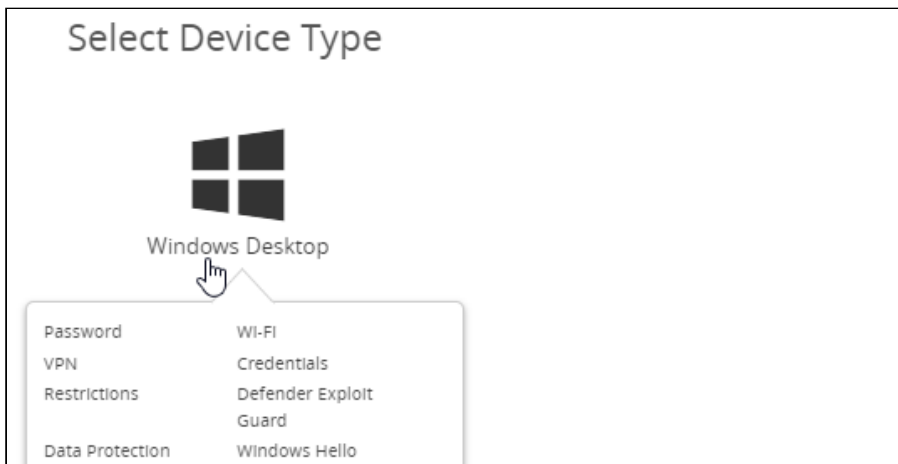 Select Device Type
Windows Desktop
Password
Wi-Fi
VPN
Credentials
Restrictions
Defender Exploit
Guard
Data Protection
Windows Hello